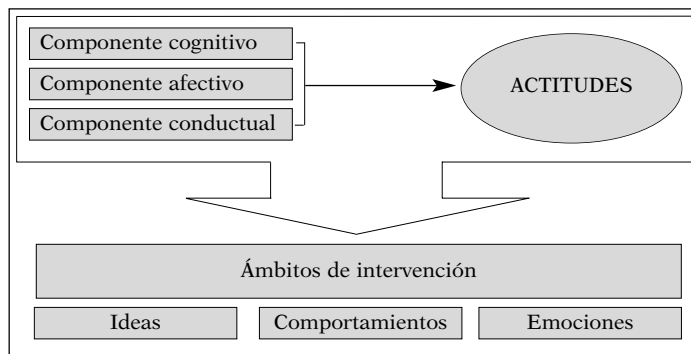 Componente cognitivo
Componente afectivo
Componente conductual
ACTITUDES
Ámbitos de intervención
Ideas
Comportamientos
Emociones